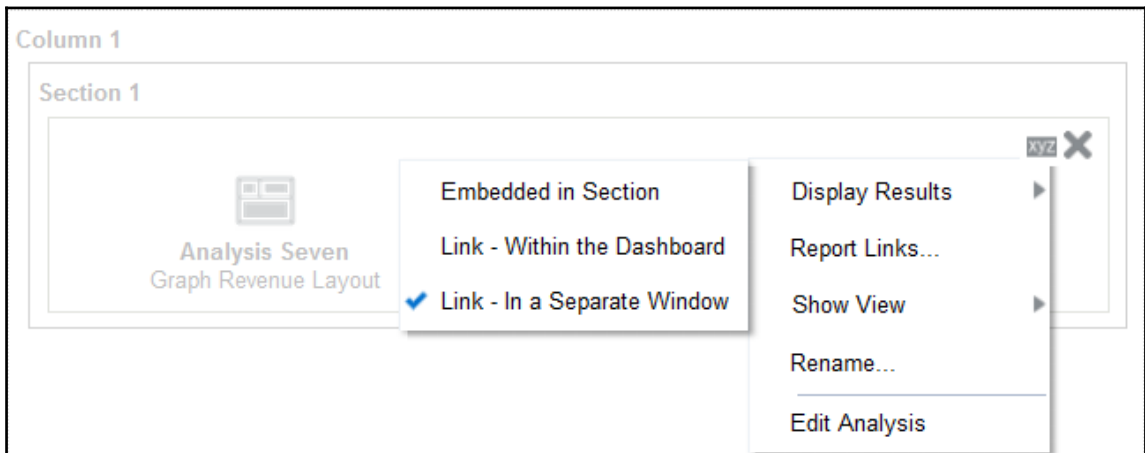 Column 1
Section 1
xyz
Analysis Seven
Graph Revenue Layout
Embedded in Section
Link - Within the Dashboard
Link - In a Separate Window
Display Results
Report Links...
Show View
Rename...
Edit Analysis